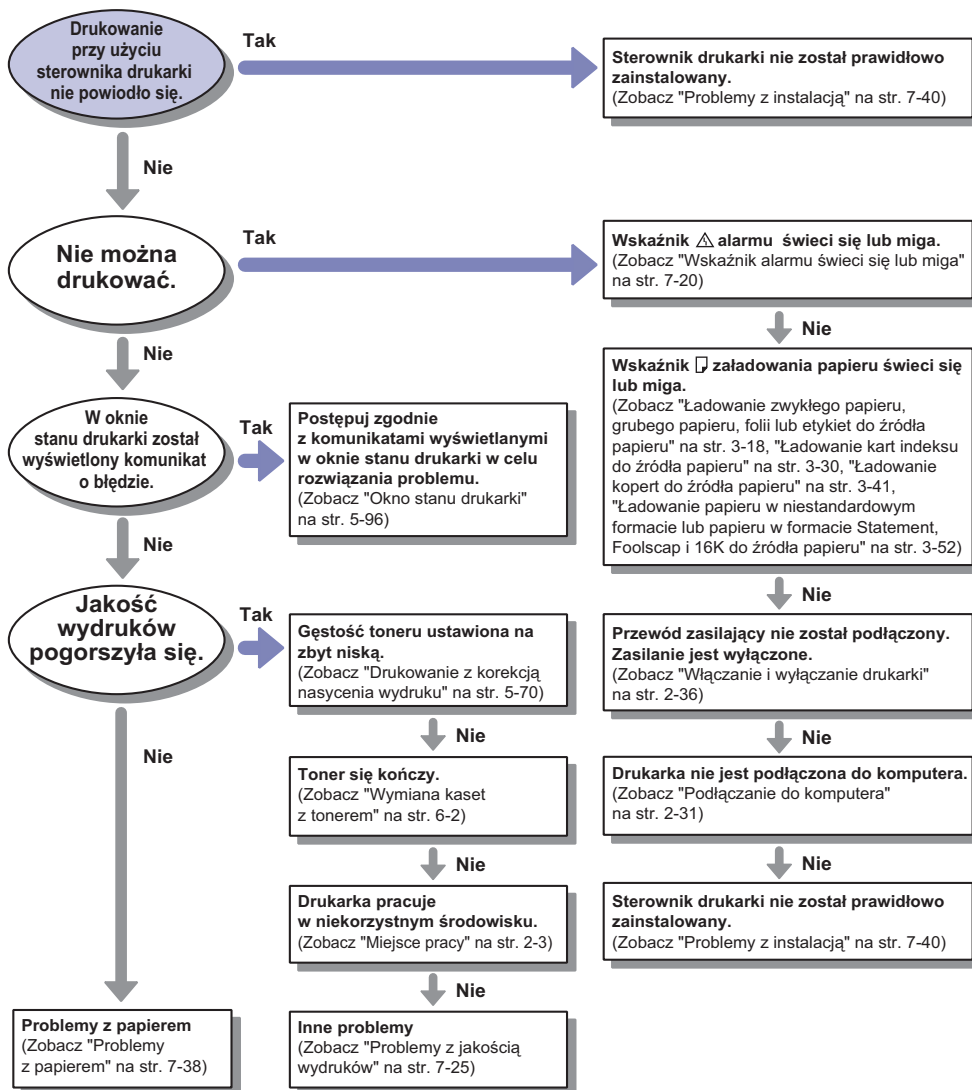 Drukowanie
przy użyciu
sterownika drukarki
nie powiodło się.
Tak
Sterownik drukarki nie został prawidłowo
zainstalowany.
(Zobacz "Problemy z instalacją" na str. 7-40)
Nie
Nie można
drukować.
Tak
Wskaźnik ⚠ alarmu świeci się lub miga.
(Zobacz "Wskaźnik alarmu świeci się lub miga"
na str. 7-20)
Nie
Wskaźnik załadowania papieru świeci się
lub miga.
(Zobacz "Ładowanie zwykłego papieru,
grubego papieru, folii lub etykiet do źródła
papieru" na str. 3-18, "Ładowanie kart indeksu
do źródła papieru" na str. 3-30, "Ładowanie
kopert do źródła papieru" na str. 3-41,
"Ładowanie papieru w niestandardowym
formacie lub papieru w formacie Statement,
Foolscap i 16K do źródła papieru" na str. 3-52)
Nie
Przewód zasilający nie został podłączony.
Zasilanie jest wyłączone.
(Zobacz "Włączanie i wyłączanie drukarki"
na str. 2-36)
Nie
Drukarka nie jest podłączona do komputera.
(Zobacz "Podłączanie do komputera"
na str. 2-31)
Nie
Sterownik drukarki nie został prawidłowo
zainstalowany.
(Zobacz "Problemy z instalacją" na str. 7-40)
Nie
W oknie
stanu drukarki został
wyświetlony komunikat
o błędzie.
Tak
Postępuj zgodnie
z komunikatami wyświetlanymi
w oknie stanu drukarki w celu
rozwiązania problemu.
(Zobacz "Okno stanu drukarki"
na str. 5-96)
Nie
Jakość
wydruków
pogorszyła się.
Tak
Gęstość toneru ustawiona na
zbyt niską.
(Zobacz "Drukowanie z korekcją
nasycenia wydruku" na str. 5-70)
Nie
Toner się kończy.
(Zobacz "Wymiana kaset
z tonerem" na str. 6-2)
Nie
Drukarka pracuje
w niekorzystnym środowisku.
(Zobacz "Miejsce pracy" na str. 2-3)
Nie
Inne problemy
(Zobacz "Problemy z jakością
wydruków" na str. 7-25)
Nie
Problemy z papierem
(Zobacz "Problemy
z papierem" na str. 7-38)